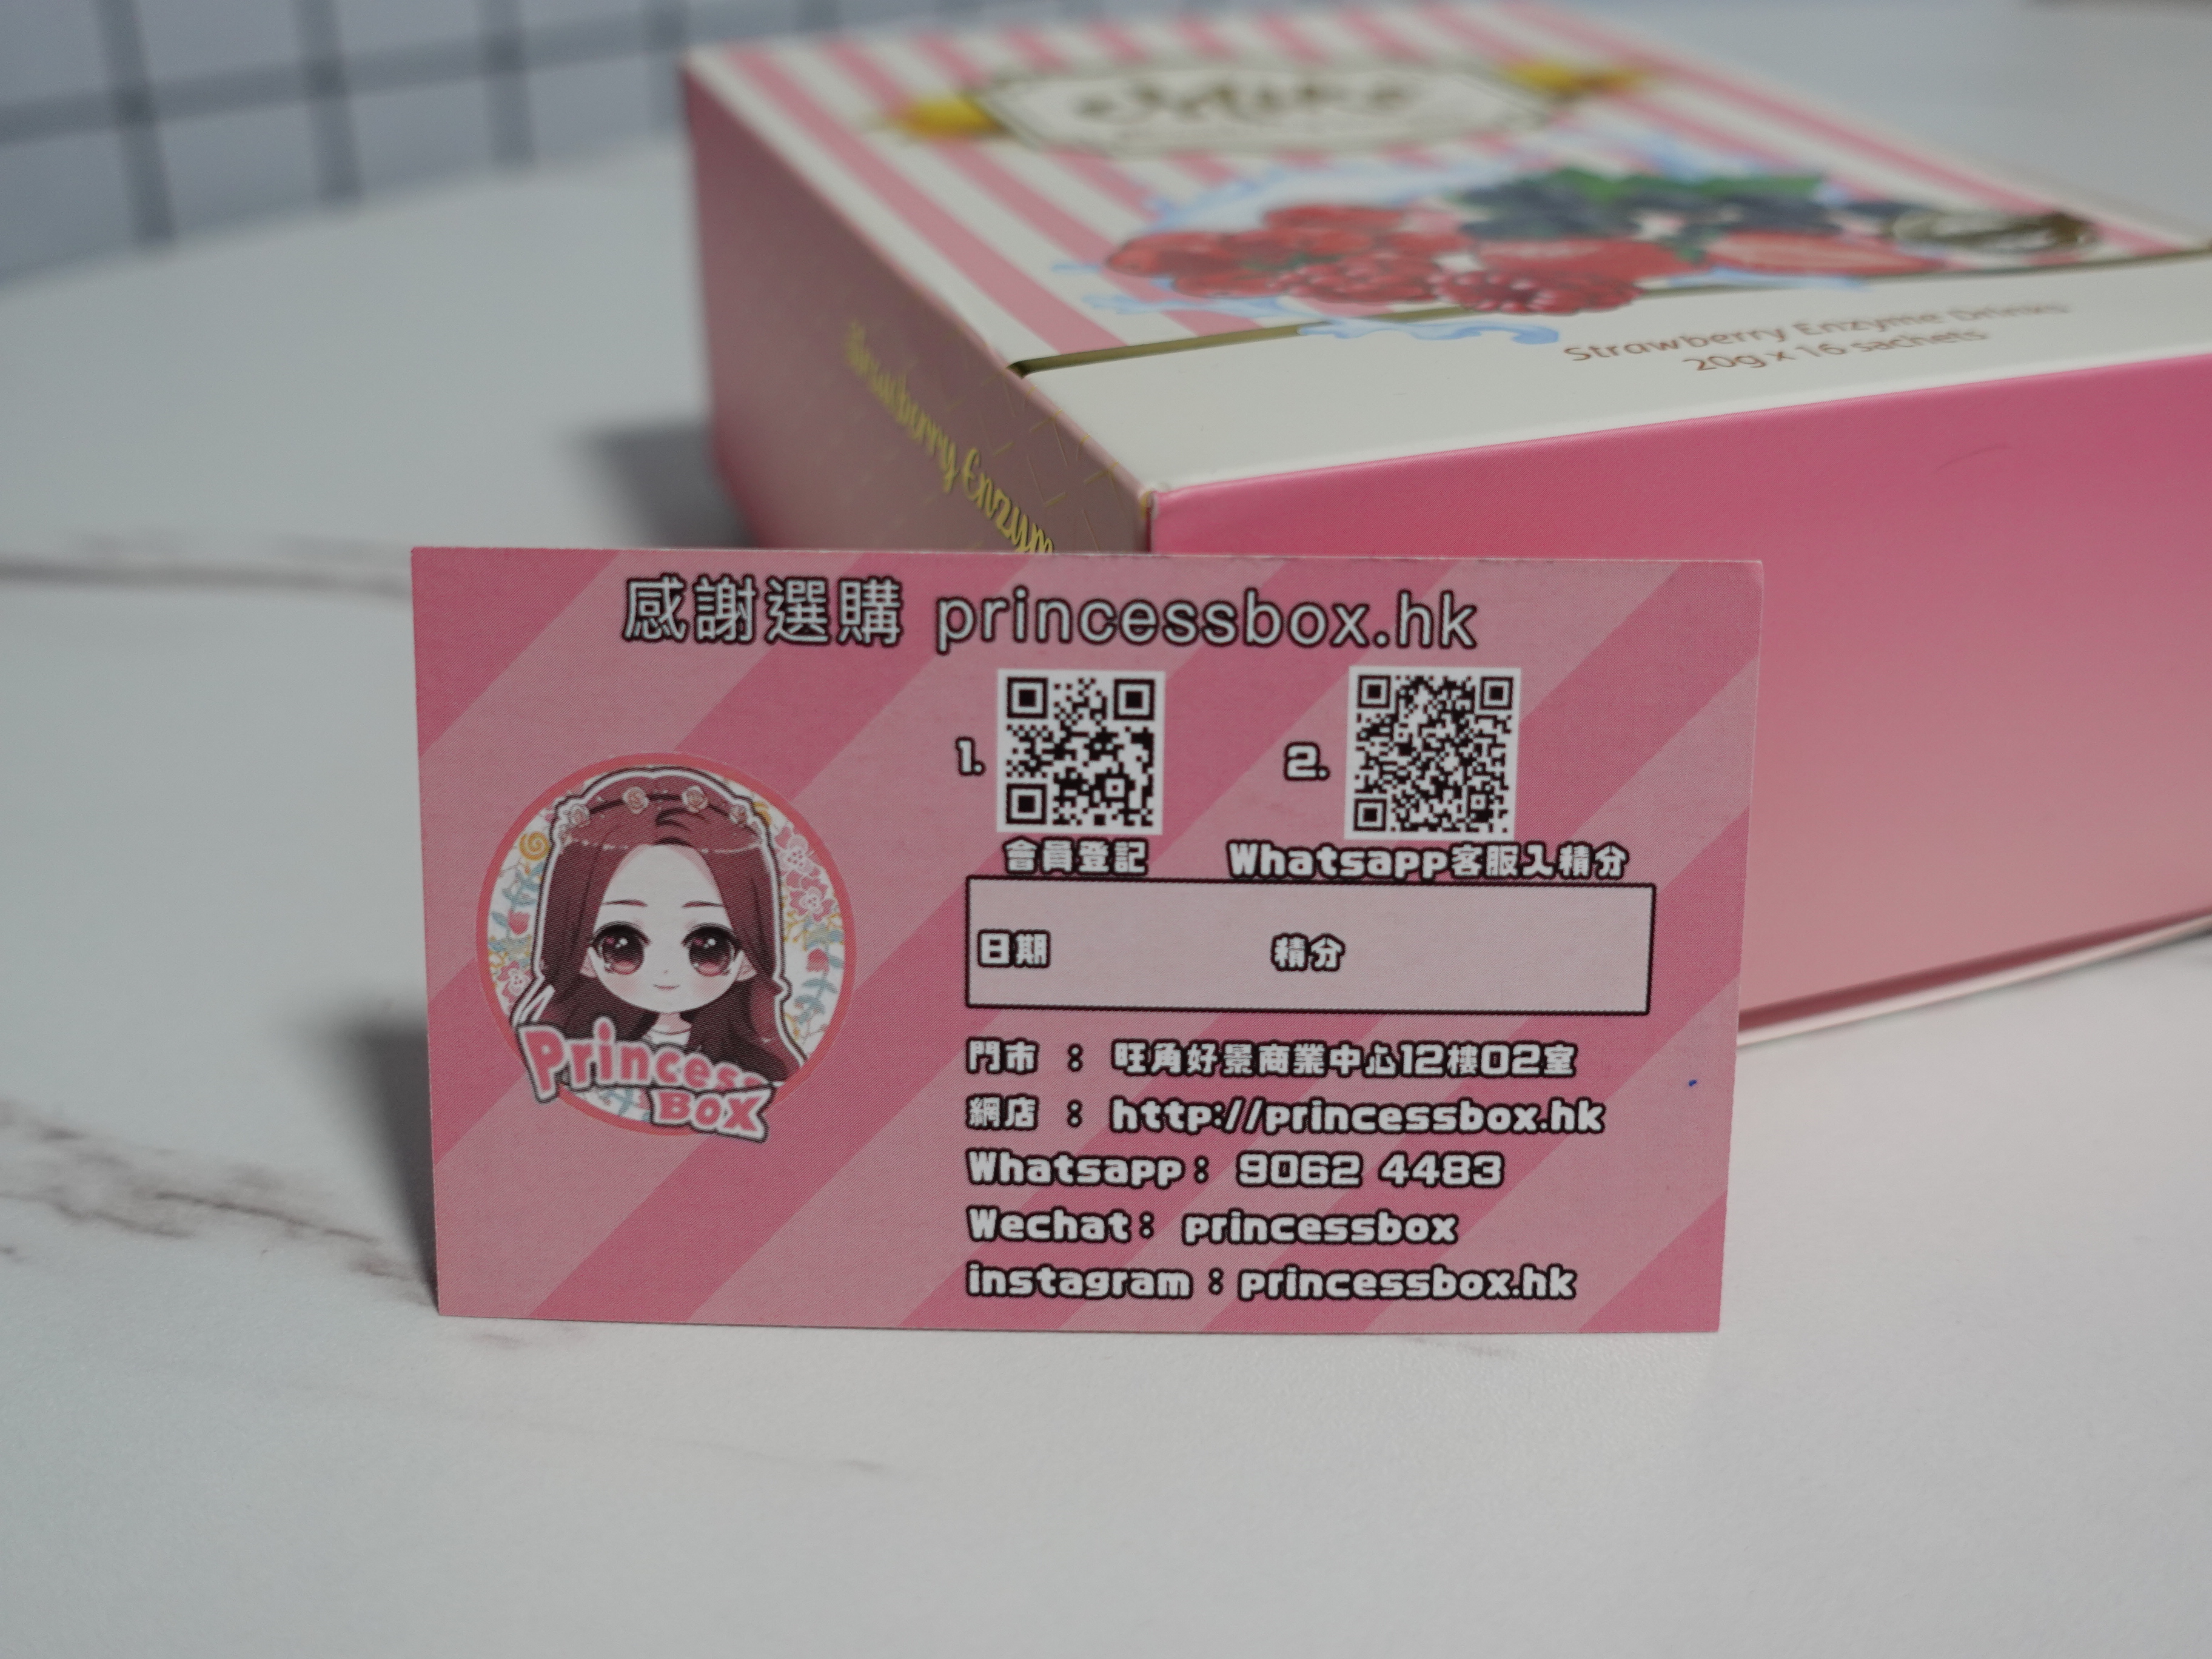 Strawberry Enzyme Drinks
20g x 16 sachets
Strawberry Enzym
感謝選購 princessbox.hk
1.
2.
會員登記
Whatsapp客服入積分
日期 積分
Princess
Box
門市 : 旺角好景商業中心12樓02室
網店 : http://princessbox.hk
Whatsapp: 9062 4483
Wechat: princessbox
instagram : princessbox.hk